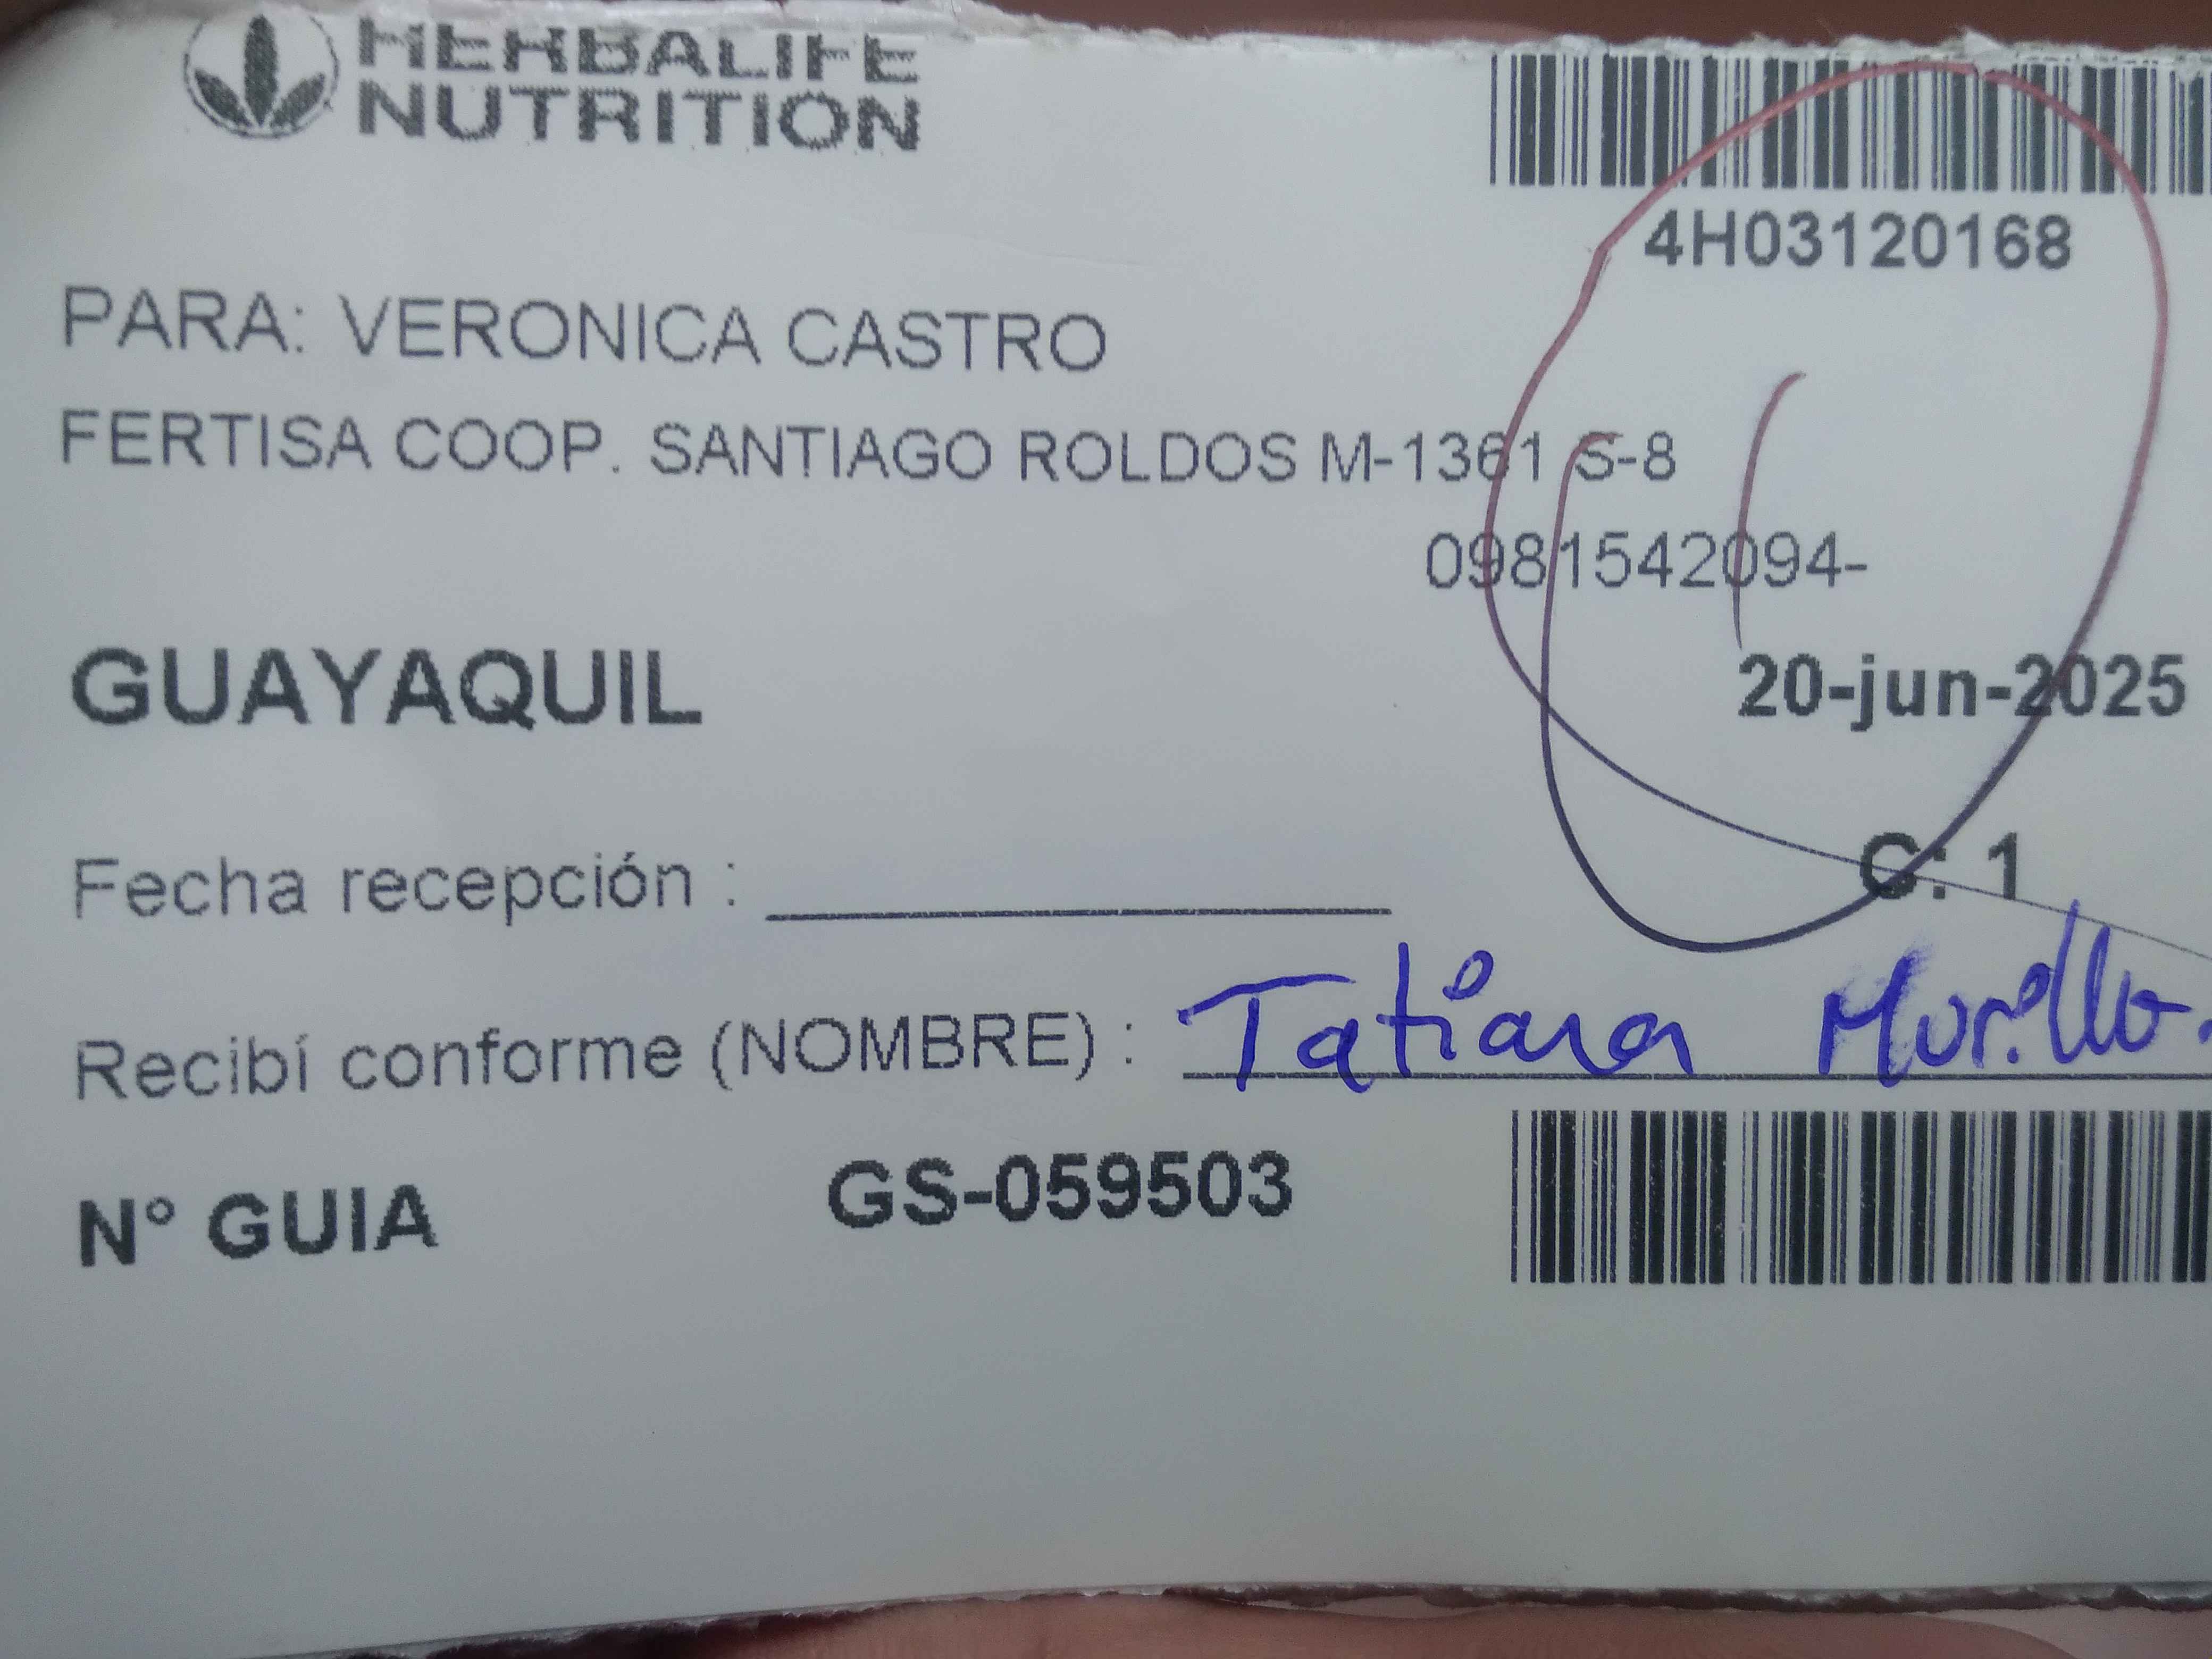 HERBALIFE
NUTRITION
4H03120168
PARA: VERONICA CASTRO
FERTISA COOP. SANTIAGO ROLDOS M-1361 S-8
0981542094-
GUAYAQUIL
20-jun-2025
Fecha recepción :
C: 1
Recibí conforme (NOMBRE) : Tatiana Murillo.
N° GUIA GS-059503